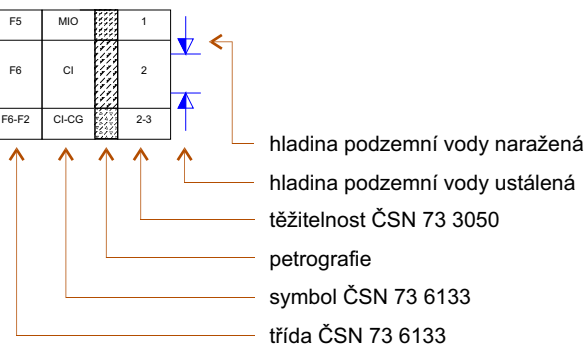 F5 MIO 1
F6 CI 2
F6-F2 CI-CG 2-3
hladina podzemní vody naražená
hladina podzemní vody ustálená
těžitelnost ČSN 73 3050
petrografie
symbol ČSN 73 6133
třída ČSN 73 6133